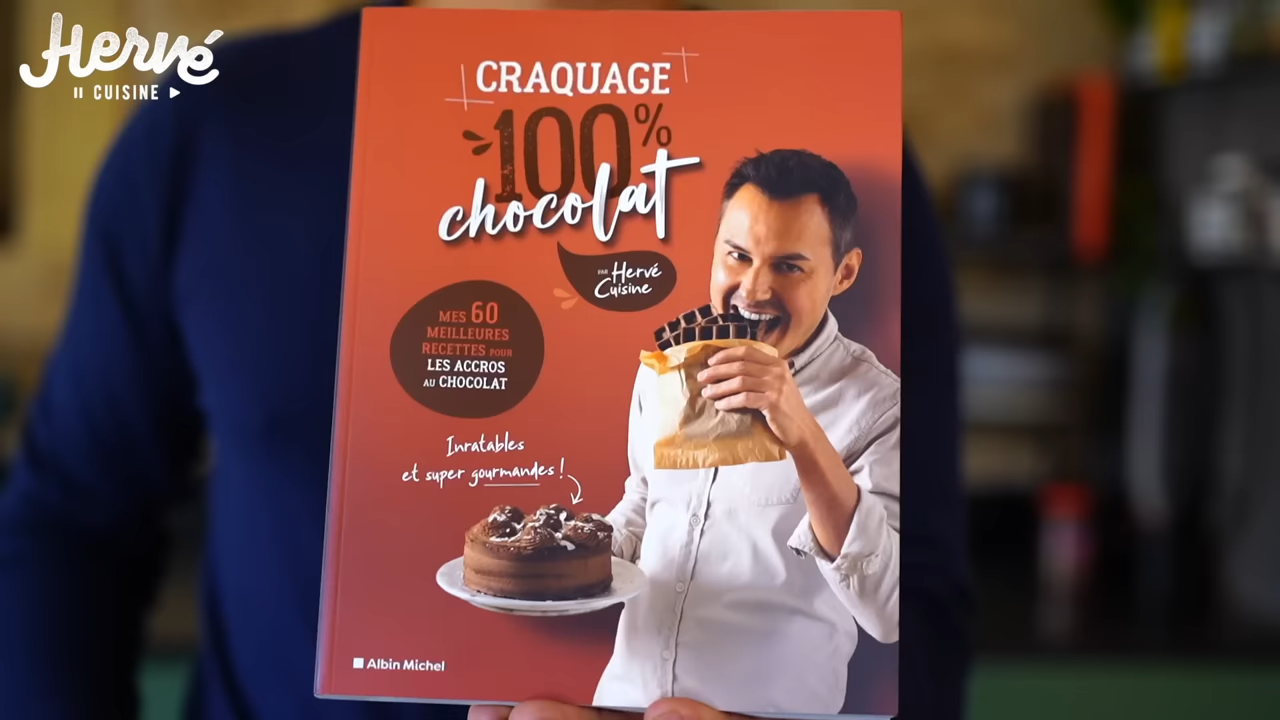 Hervé
CUISINE
CRAQUAGE
100%
chocolat
PAR Hervé
Cuisine
MES 60
MEILLEURES
RECETTES POUR
LES ACCROS
AU CHOCOLAT
Inratables
et super gourmandes !
Albin Michel